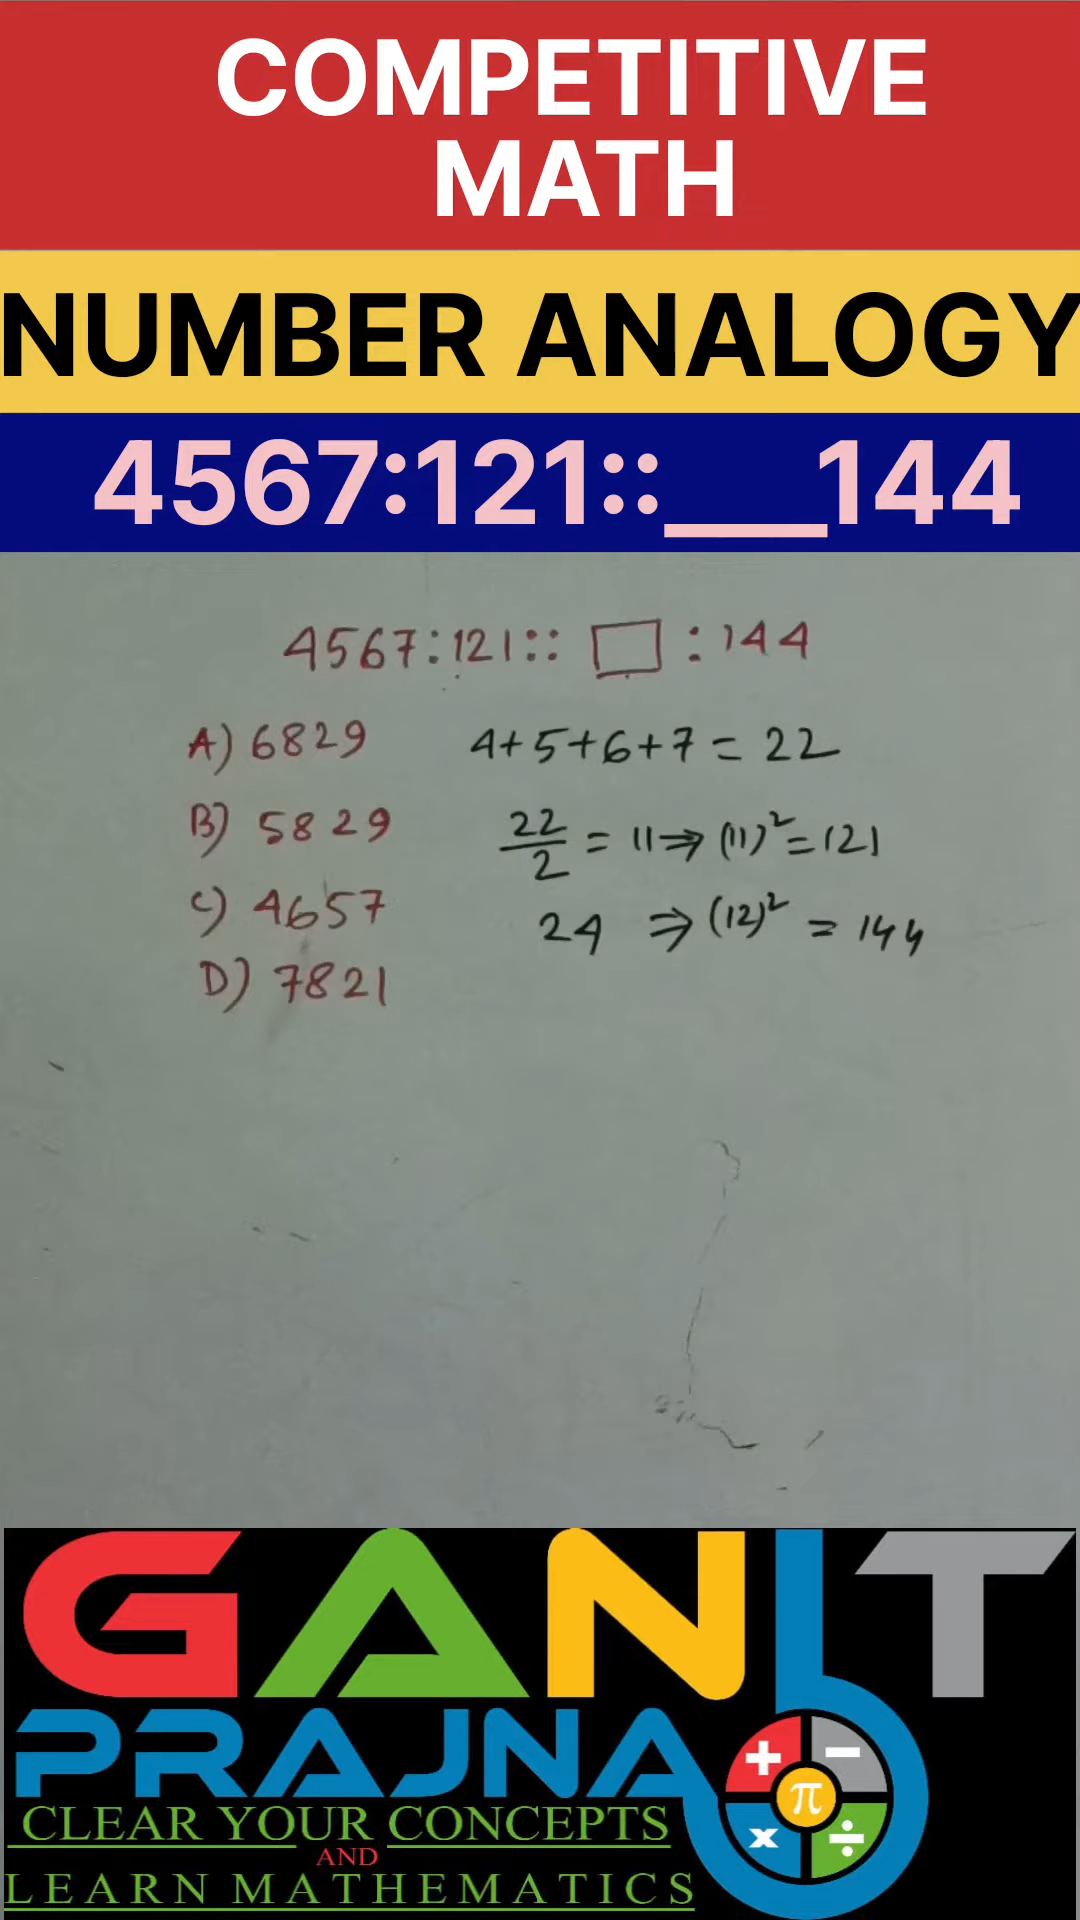 COMPETITIVE
MATH
NUMBER ANALOGY
4567:121::___144
4567:121:: □ : 144
A) 6829
4+5+6+7 = 22
B) 5829
22/2 = 11 ⇒ (11)² = 121
C) 4657
24 ⇒ (12)² = 144
D) 7821
GANIT
PRAJNA
+ −
π
× ÷
CLEAR YOUR CONCEPTS
AND
LEARN MATHEMATICS